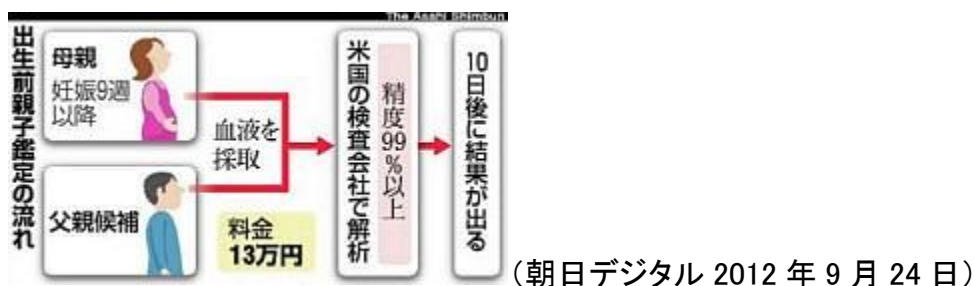 The Asahi Shimbun
出生前親子鑑定の流れ
母親
妊娠9週
以降
父親候補
血液を
採取
料金
13万円
米国の検査会社で解析
精度99%以上
10日後に結果が出る
(朝日デジタル 2012 年 9 月 24 日)